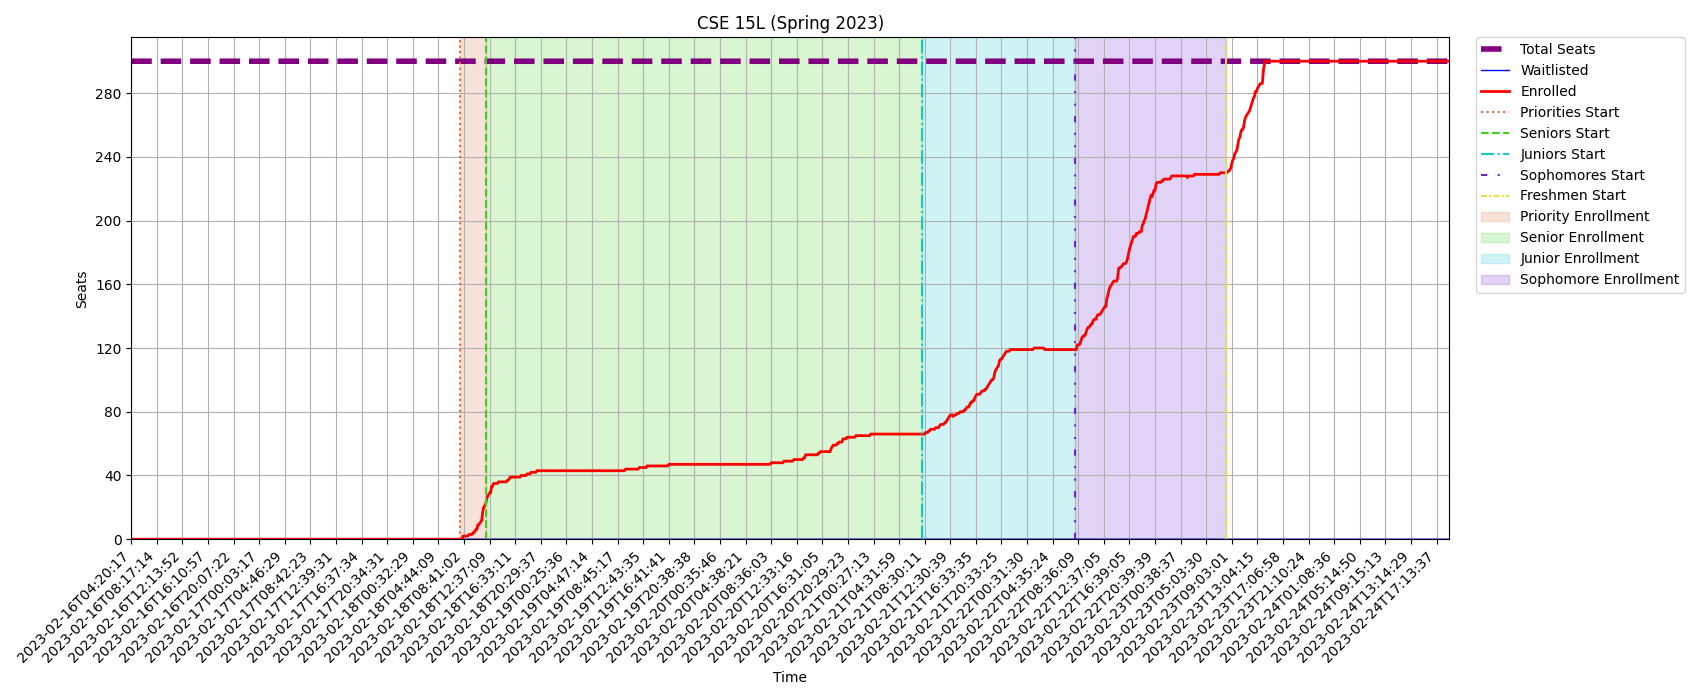 CSE 15L (Spring 2023)
Seats
280
240
200
160
120
80
40
0
2023-02-16T04:20:17
2023-02-16T08:17:14
2023-02-16T12:13:52
2023-02-16T16:10:57
2023-02-16T20:07:22
2023-02-17T00:03:17
2023-02-17T04:46:29
2023-02-17T08:42:23
2023-02-17T12:39:31
2023-02-17T16:37:34
2023-02-17T20:34:31
2023-02-18T00:32:29
2023-02-18T04:44:09
2023-02-18T08:41:02
2023-02-18T12:37:09
2023-02-18T16:33:11
2023-02-18T20:29:37
2023-02-19T00:25:36
2023-02-19T04:47:14
2023-02-19T08:45:17
2023-02-19T12:43:35
2023-02-19T16:41:41
2023-02-19T20:38:38
2023-02-20T00:35:46
2023-02-20T04:38:21
2023-02-20T08:36:03
2023-02-20T12:33:16
2023-02-20T16:31:05
2023-02-20T20:29:23
2023-02-21T00:27:13
2023-02-21T04:31:59
2023-02-21T08:30:11
2023-02-21T12:30:39
2023-02-21T16:33:35
2023-02-21T20:33:25
2023-02-22T00:31:30
2023-02-22T04:35:24
2023-02-22T08:36:09
2023-02-22T12:37:05
2023-02-22T16:39:05
2023-02-22T20:39:39
2023-02-23T00:38:37
2023-02-23T05:03:30
2023-02-23T09:03:01
2023-02-23T13:04:15
2023-02-23T17:06:58
2023-02-23T21:10:24
2023-02-24T01:08:36
2023-02-24T05:14:50
2023-02-24T09:15:13
2023-02-24T13:14:29
2023-02-24T17:13:37
Time
Total Seats
Waitlisted
Enrolled
Priorities Start
Seniors Start
Juniors Start
Sophomores Start
Freshmen Start
Priority Enrollment
Senior Enrollment
Junior Enrollment
Sophomore Enrollment